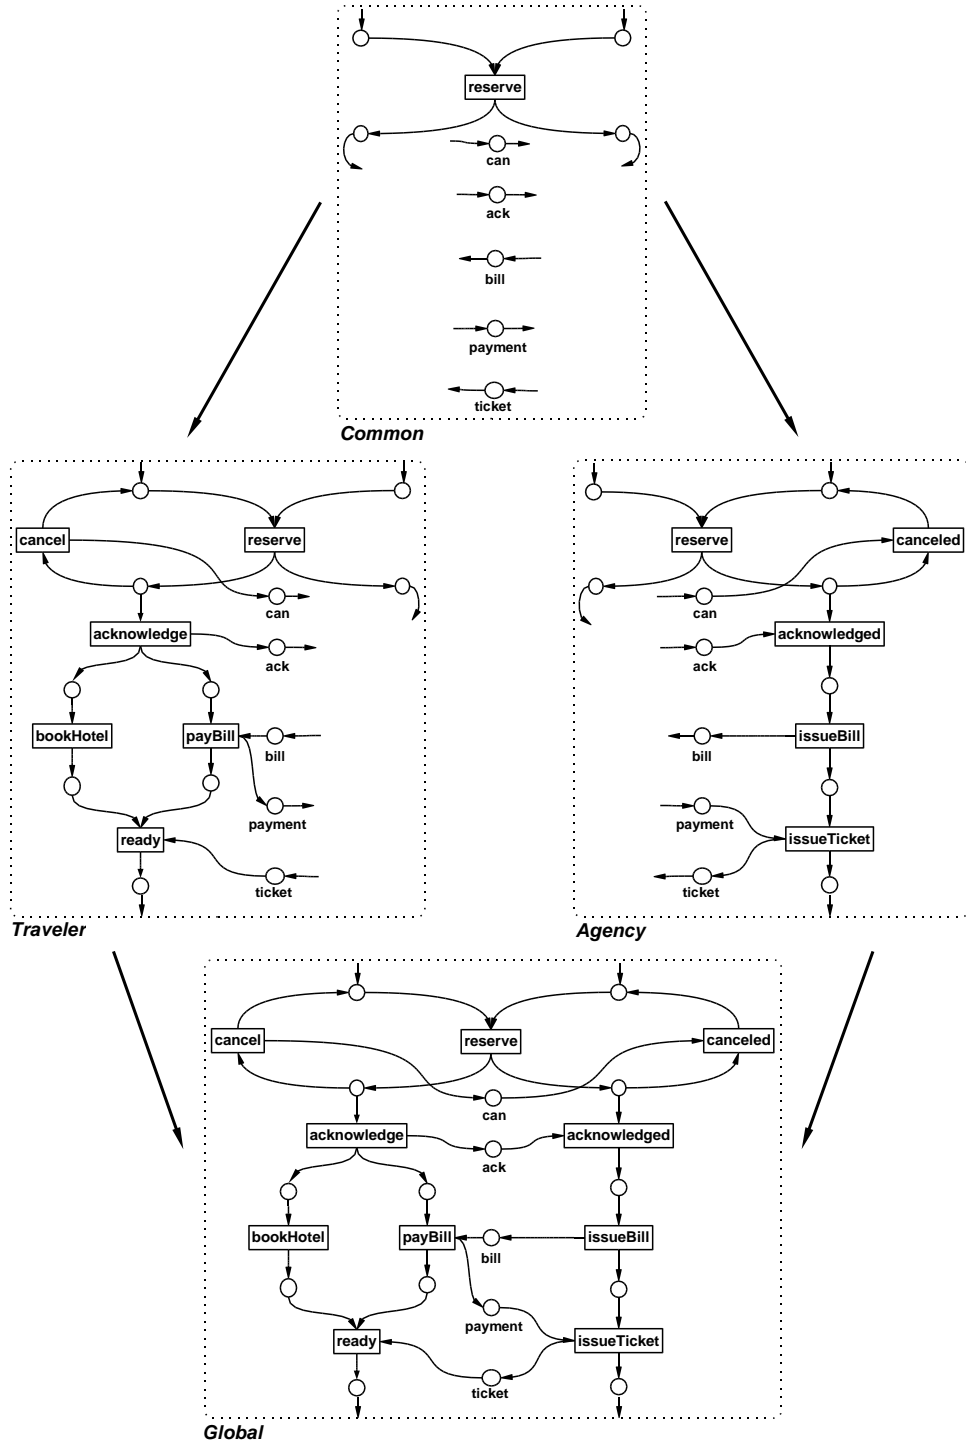 reserve
can
ack
bill
payment
ticket
Common
cancel
reserve
can
acknowledge
ack
bookHotel
payBill
bill
payment
ready
ticket
Traveler
reserve
canceled
can
acknowledged
ack
issueBill
bill
payment
issueTicket
ticket
Agency
cancel
reserve
canceled
can
acknowledge
acknowledged
ack
bookHotel
payBill
issueBill
bill
payment
ready
issueTicket
ticket
Global